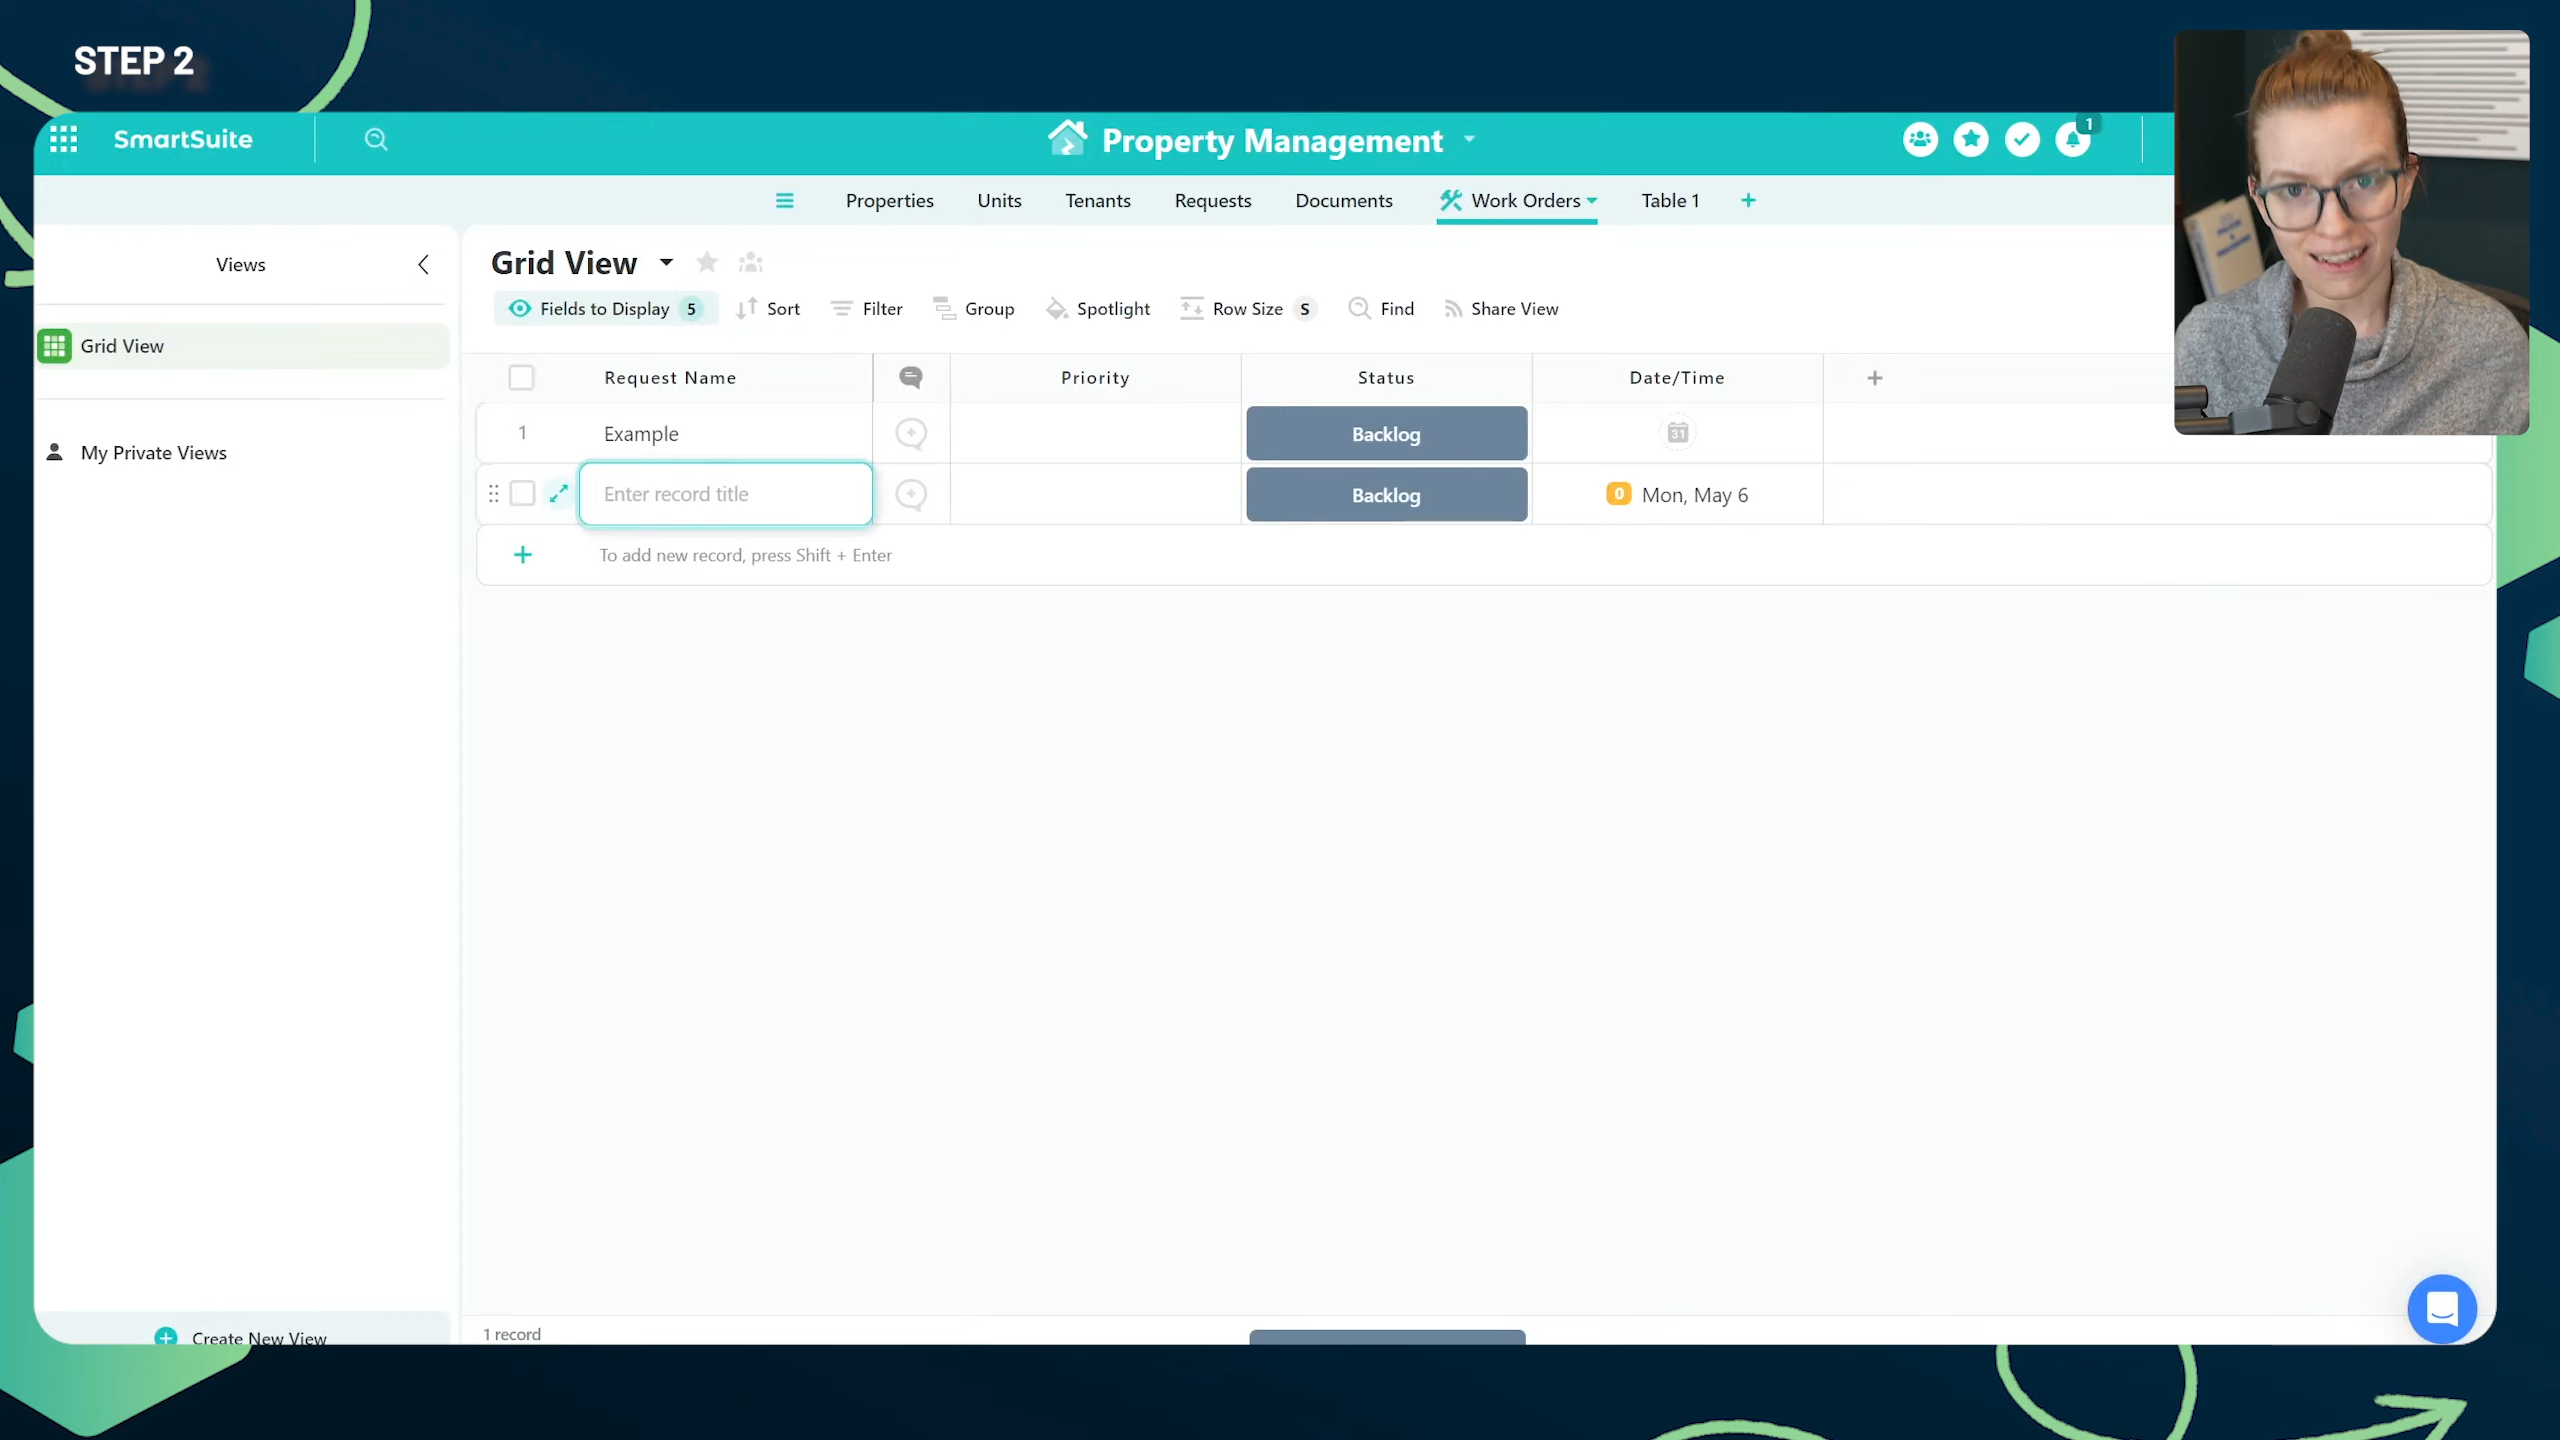 STEP 2
SmartSuite
Property Management
1
Properties
Units
Tenants
Requests
Documents
Work Orders
Table 1
Views
Grid View
Fields to Display 5
Sort
Filter
Group
Spotlight
Row Size S
Find
Share View
Grid View
My Private Views
Request Name
Priority
Status
Date/Time
1
Example
Backlog
31
Enter record title
Backlog
0
Mon, May 6
To add new record, press Shift + Enter
Create New View
1 record